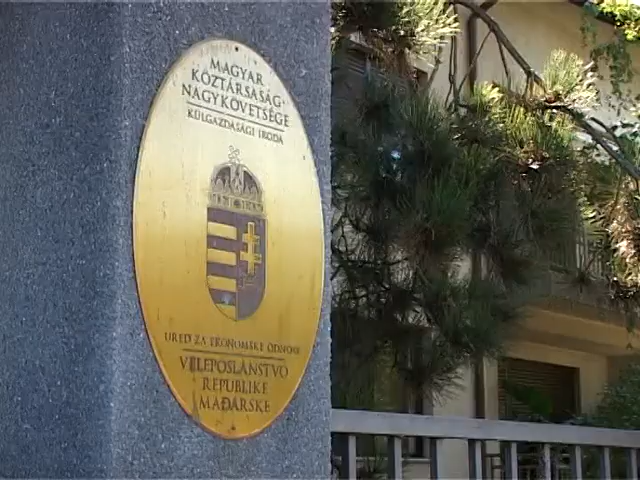 MAGYAR
KÖZTÁRSASÁG
NAGYKÖVETSÉGE
KÜLGAZDASÁGI IRODA
URED ZA EKONOMSKE ODNOSE
VELEPOSLANSTVO
REPUBLIKE
MAĐARSKE